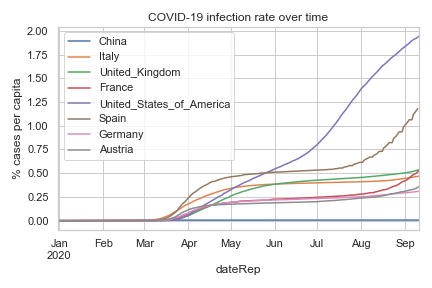 COVID-19 infection rate over time
% cases per capita
2.00
1.75
1.50
1.25
1.00
0.75
0.50
0.25
0.00
China
Italy
United_Kingdom
France
United_States_of_America
Spain
Germany
Austria
Jan Feb Mar Apr May Jun Jul Aug Sep
2020
dateRep